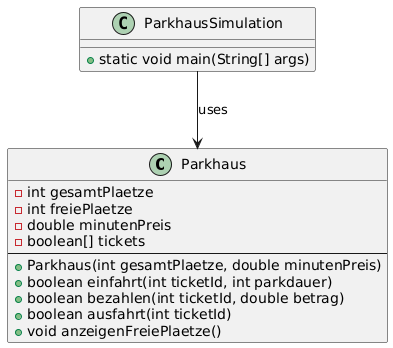 C ParkhausSimulation
static void main(String[] args)
uses
C Parkhaus
int gesamtPlaetze
int freiePlaetze
double minutenPreis
boolean[] tickets
Parkhaus(int gesamtPlaetze, double minutenPreis)
boolean einfahrt(int ticketId, int parkdauer)
boolean bezahlen(int ticketId, double betrag)
boolean ausfahrt(int ticketId)
void anzeigenFreiePlaetze()